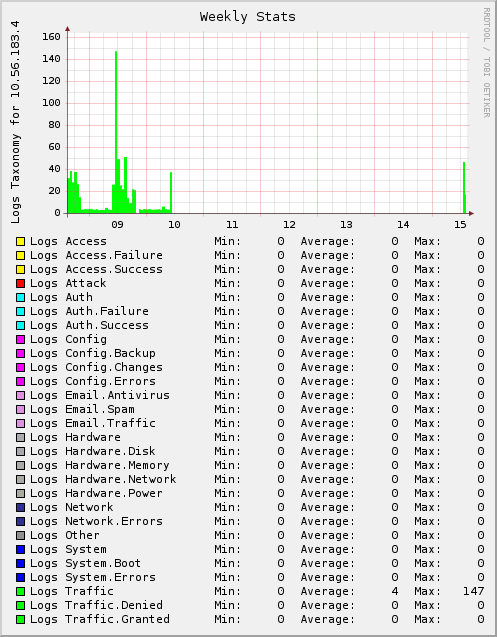 Weekly Stats
RRDTOOL / TOBI OETIKER
Logs Taxonomy for 10.56.183.4
160
140
120
100
80
60
40
20
0
09 10 11 12 13 14 15
Logs Access Min: 0 Average: 0 Max: 0
Logs Access.Failure Min: 0 Average: 0 Max: 0
Logs Access.Success Min: 0 Average: 0 Max: 0
Logs Attack Min: 0 Average: 0 Max: 0
Logs Auth Min: 0 Average: 0 Max: 0
Logs Auth.Failure Min: 0 Average: 0 Max: 0
Logs Auth.Success Min: 0 Average: 0 Max: 0
Logs Config Min: 0 Average: 0 Max: 0
Logs Config.Backup Min: 0 Average: 0 Max: 0
Logs Config.Changes Min: 0 Average: 0 Max: 0
Logs Config.Errors Min: 0 Average: 0 Max: 0
Logs Email.Antivirus Min: 0 Average: 0 Max: 0
Logs Email.Spam Min: 0 Average: 0 Max: 0
Logs Email.Traffic Min: 0 Average: 0 Max: 0
Logs Hardware Min: 0 Average: 0 Max: 0
Logs Hardware.Disk Min: 0 Average: 0 Max: 0
Logs Hardware.Memory Min: 0 Average: 0 Max: 0
Logs Hardware.Network Min: 0 Average: 0 Max: 0
Logs Hardware.Power Min: 0 Average: 0 Max: 0
Logs Network Min: 0 Average: 0 Max: 0
Logs Network.Errors Min: 0 Average: 0 Max: 0
Logs Other Min: 0 Average: 0 Max: 0
Logs System Min: 0 Average: 0 Max: 0
Logs System.Boot Min: 0 Average: 0 Max: 0
Logs System.Errors Min: 0 Average: 0 Max: 0
Logs Traffic Min: 0 Average: 4 Max: 147
Logs Traffic.Denied Min: 0 Average: 0 Max: 0
Logs Traffic.Granted Min: 0 Average: 0 Max: 0